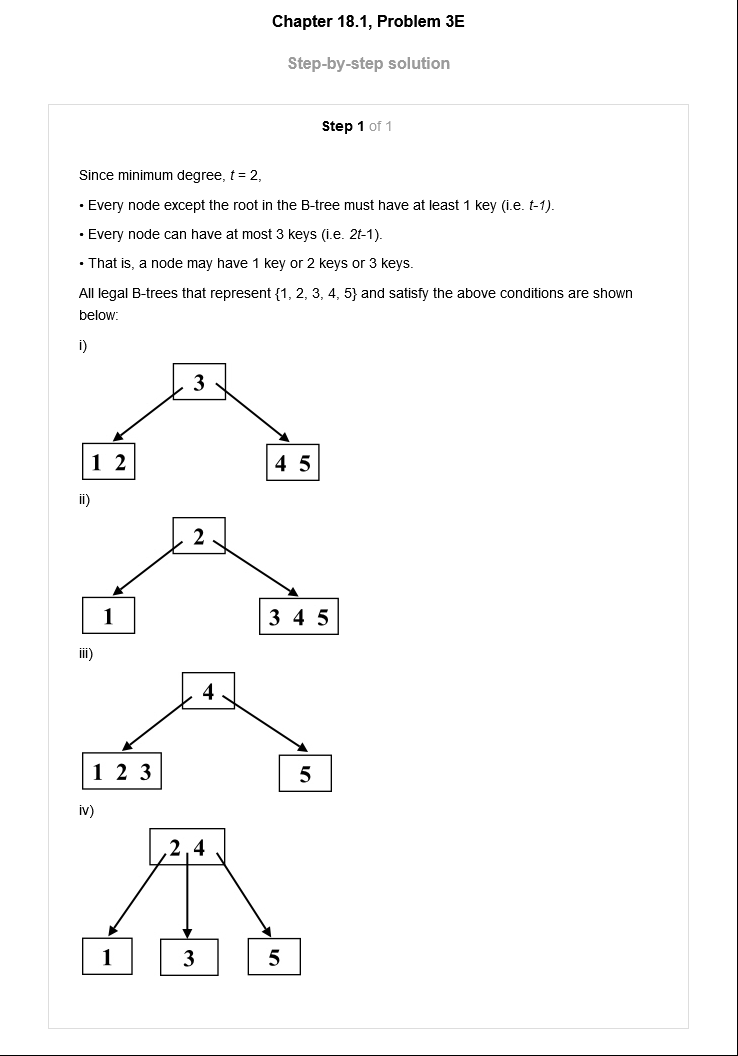 Chapter 18.1, Problem 3E
Step-by-step solution
Step 1 of 1
Since minimum degree, t = 2,
• Every node except the root in the B-tree must have at least 1 key (i.e. t-1).
• Every node can have at most 3 keys (i.e. 2t-1).
• That is, a node may have 1 key or 2 keys or 3 keys.
All legal B-trees that represent {1, 2, 3, 4, 5} and satisfy the above conditions are shown
below:
i)
3
1 2 4 5
ii)
2
1 3 4 5
iii)
4
1 2 3 5
iv)
2 4
1 3 5